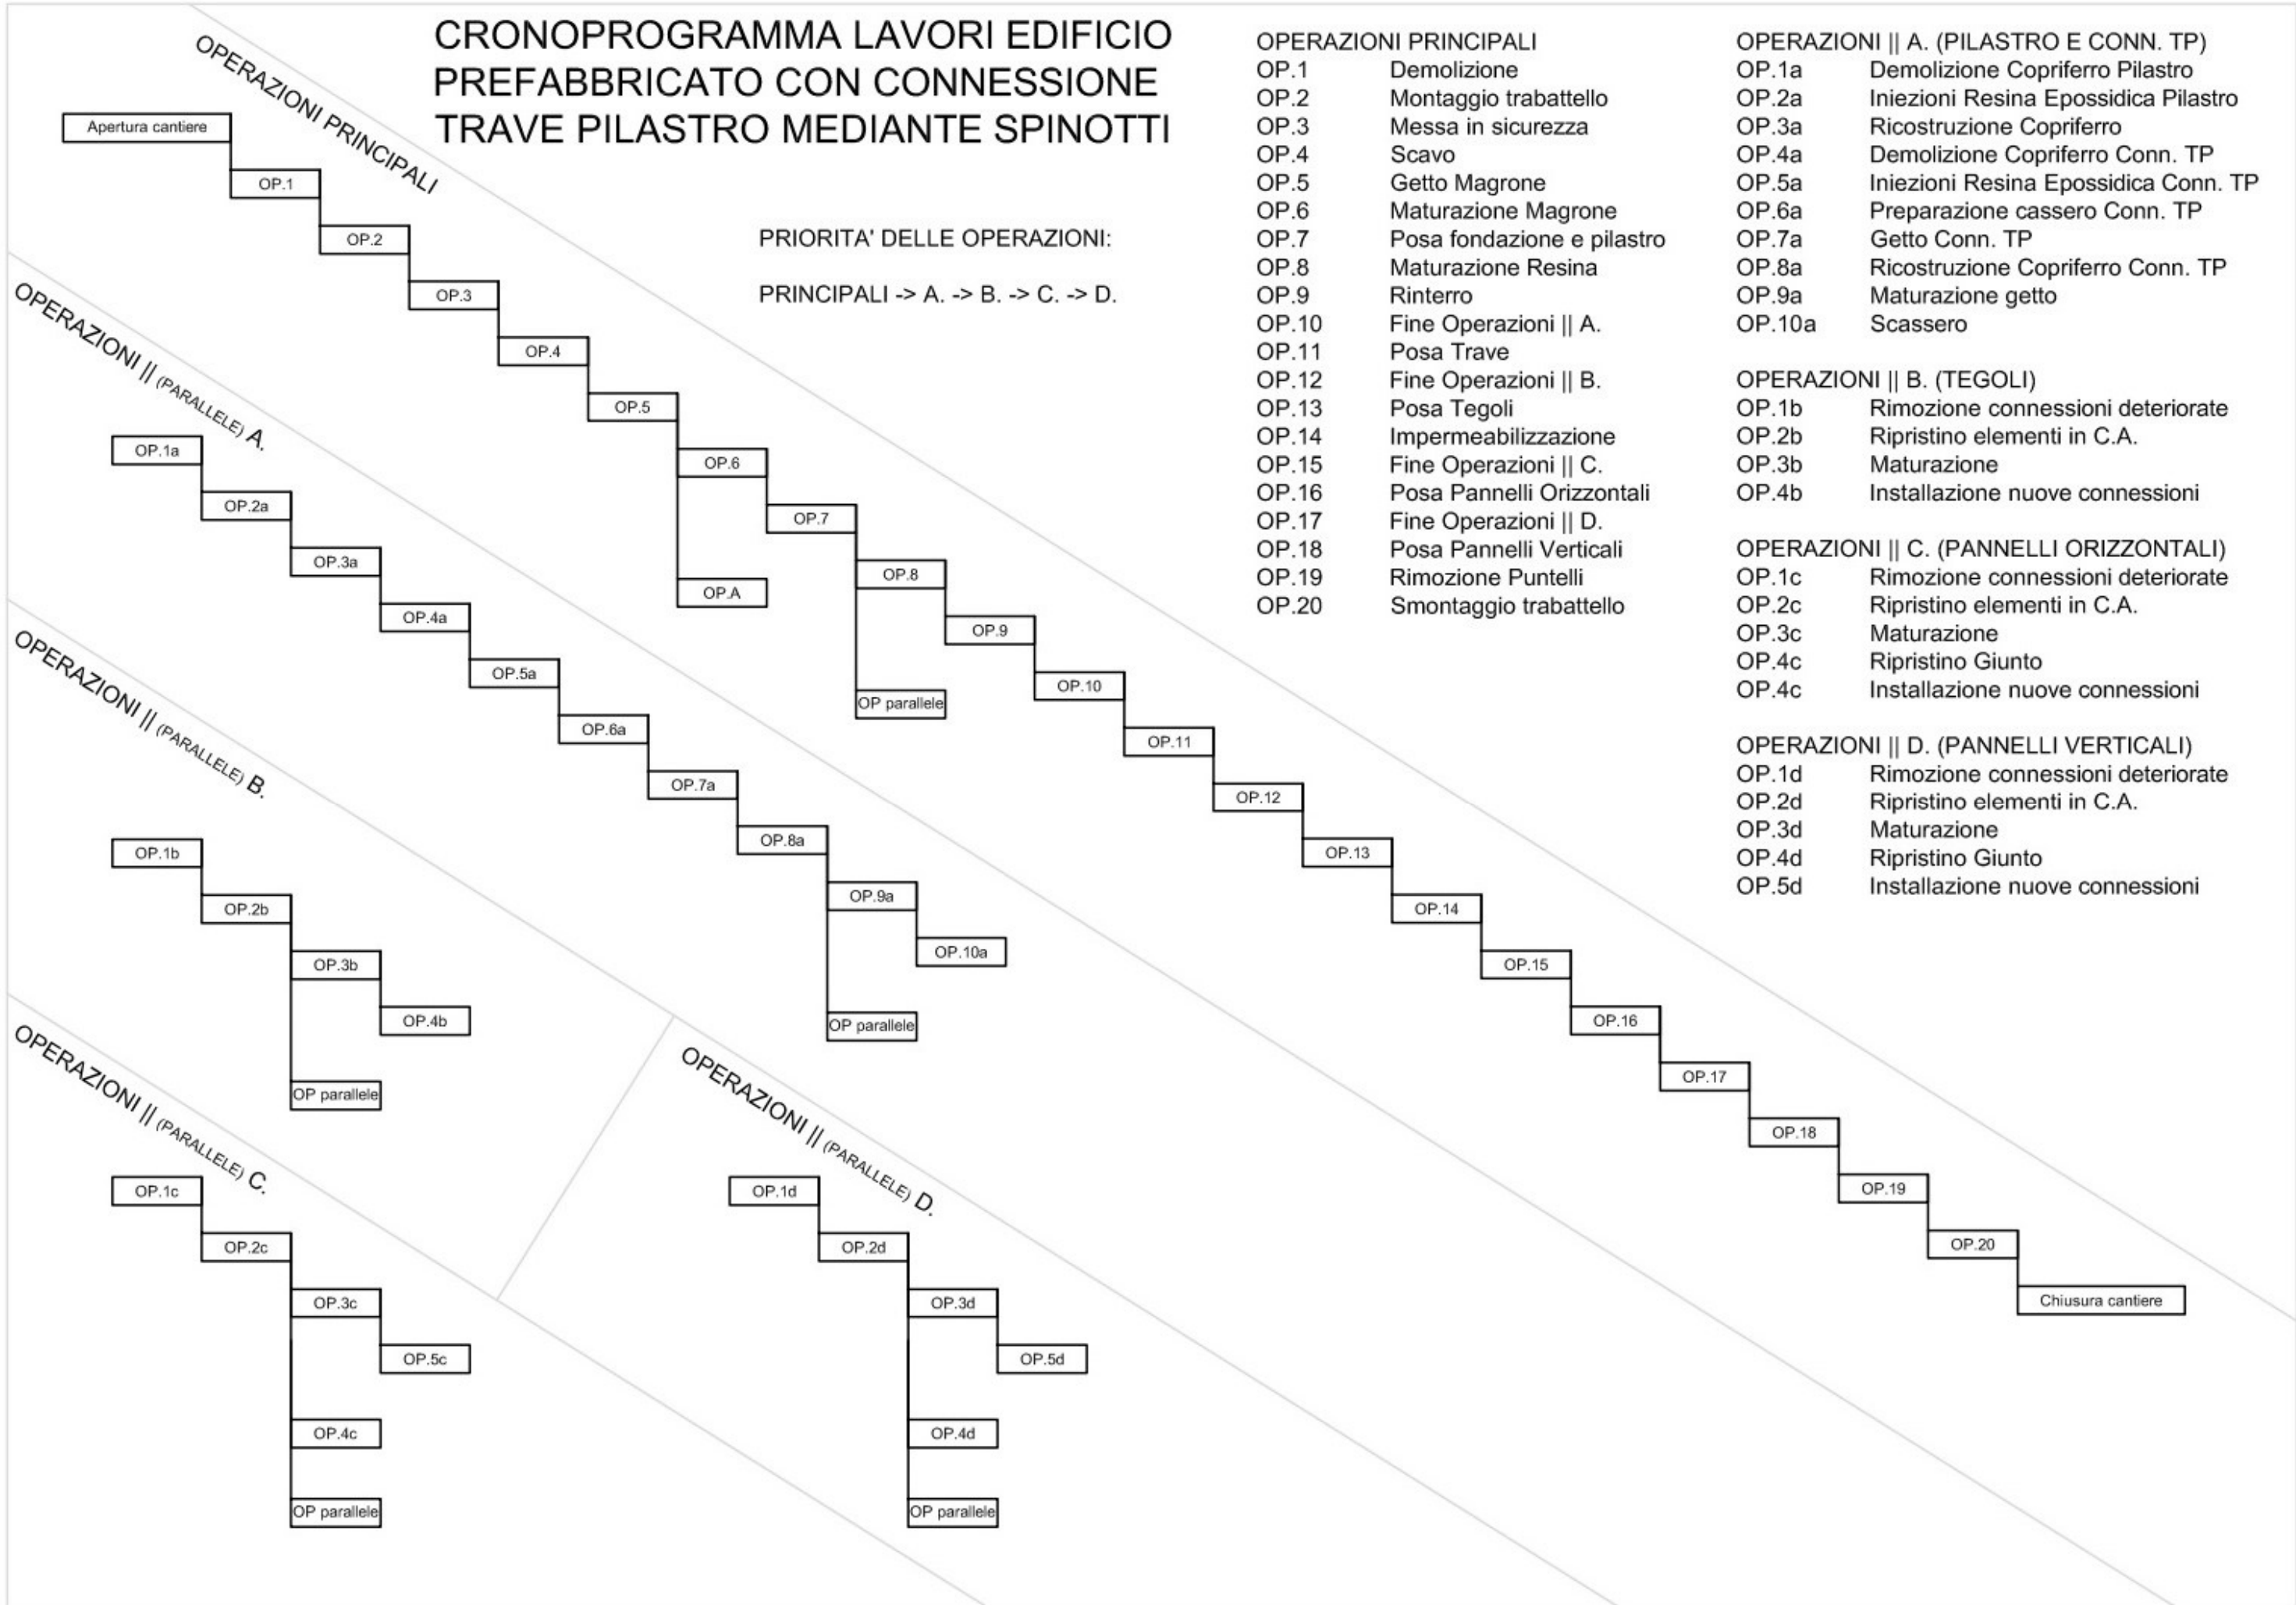 CRONOPROGRAMMA LAVORI EDIFICIO
PREFABBRICATO CON CONNESSIONE
TRAVE PILASTRO MEDIANTE SPINOTTI
PRIORITA' DELLE OPERAZIONI:
PRINCIPALI -> A. -> B. -> C. -> D.
OPERAZIONI PRINCIPALI
Apertura cantiere
OP.1
OP.2
OP.3
OP.4
OP.5
OP.6
OP.A
OP.7
OP.8
OP parallele
OP.9
OP.10
OP.11
OP.12
OP.13
OP.14
OP.15
OP.16
OP.17
OP.18
OP.19
OP.20
Chiusura cantiere
OPERAZIONI || (PARALLELE) A.
OP.1a
OP.2a
OP.3a
OP.4a
OP.5a
OP.6a
OP.7a
OP.8a
OP.9a
OP.10a
OP parallele
OPERAZIONI || (PARALLELE) B.
OP.1b
OP.2b
OP.3b
OP.4b
OP parallele
OPERAZIONI || (PARALLELE) C.
OP.1c
OP.2c
OP.3c
OP.5c
OP.4c
OP parallele
OPERAZIONI || (PARALLELE) D.
OP.1d
OP.2d
OP.3d
OP.5d
OP.4d
OP parallele
OPERAZIONI PRINCIPALI
OP.1 Demolizione
OP.2 Montaggio trabattello
OP.3 Messa in sicurezza
OP.4 Scavo
OP.5 Getto Magrone
OP.6 Maturazione Magrone
OP.7 Posa fondazione e pilastro
OP.8 Maturazione Resina
OP.9 Rinterro
OP.10 Fine Operazioni || A.
OP.11 Posa Trave
OP.12 Fine Operazioni || B.
OP.13 Posa Tegoli
OP.14 Impermeabilizzazione
OP.15 Fine Operazioni || C.
OP.16 Posa Pannelli Orizzontali
OP.17 Fine Operazioni || D.
OP.18 Posa Pannelli Verticali
OP.19 Rimozione Puntelli
OP.20 Smontaggio trabattello
OPERAZIONI || A. (PILASTRO E CONN. TP)
OP.1a Demolizione Copriferro Pilastro
OP.2a Iniezioni Resina Epossidica Pilastro
OP.3a Ricostruzione Copriferro
OP.4a Demolizione Copriferro Conn. TP
OP.5a Iniezioni Resina Epossidica Conn. TP
OP.6a Preparazione cassero Conn. TP
OP.7a Getto Conn. TP
OP.8a Ricostruzione Copriferro Conn. TP
OP.9a Maturazione getto
OP.10a Scassero
OPERAZIONI || B. (TEGOLI)
OP.1b Rimozione connessioni deteriorate
OP.2b Ripristino elementi in C.A.
OP.3b Maturazione
OP.4b Installazione nuove connessioni
OPERAZIONI || C. (PANNELLI ORIZZONTALI)
OP.1c Rimozione connessioni deteriorate
OP.2c Ripristino elementi in C.A.
OP.3c Maturazione
OP.4c Ripristino Giunto
OP.4c Installazione nuove connessioni
OPERAZIONI || D. (PANNELLI VERTICALI)
OP.1d Rimozione connessioni deteriorate
OP.2d Ripristino elementi in C.A.
OP.3d Maturazione
OP.4d Ripristino Giunto
OP.5d Installazione nuove connessioni